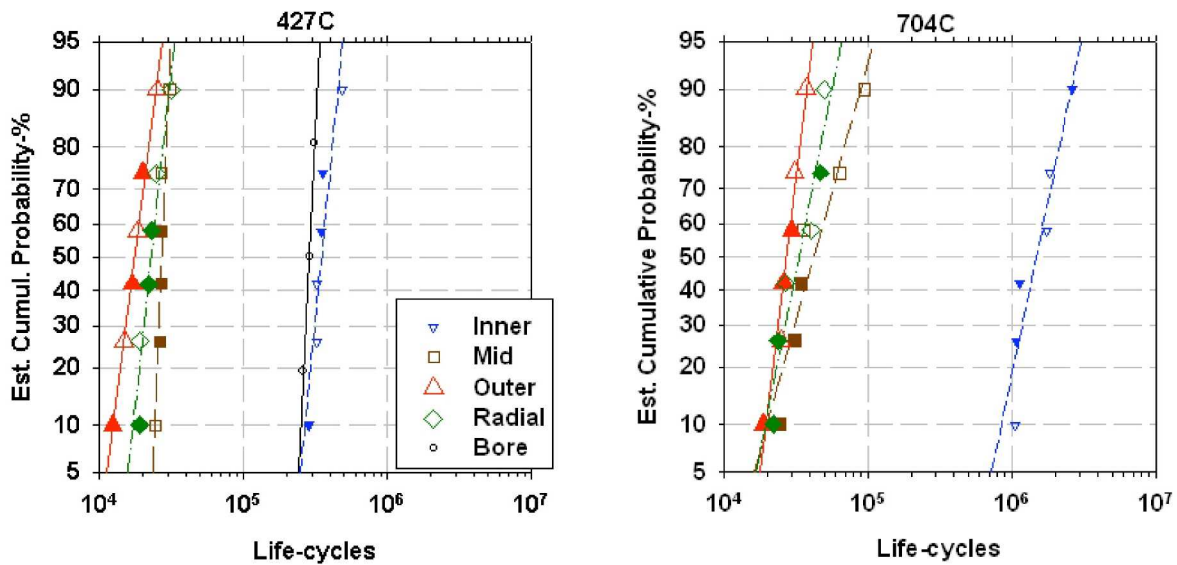 427C
Est. Cumul. Probability-%
95
90
80
70
60
50
40
30
20
10
5
10⁴
10⁵
10⁶
10⁷
Life-cycles
Inner
Mid
Outer
Radial
Bore
704C
Est. Cumulative Probability-%
95
90
80
70
60
50
40
30
20
10
5
10⁴
10⁵
10⁶
10⁷
Life-cycles